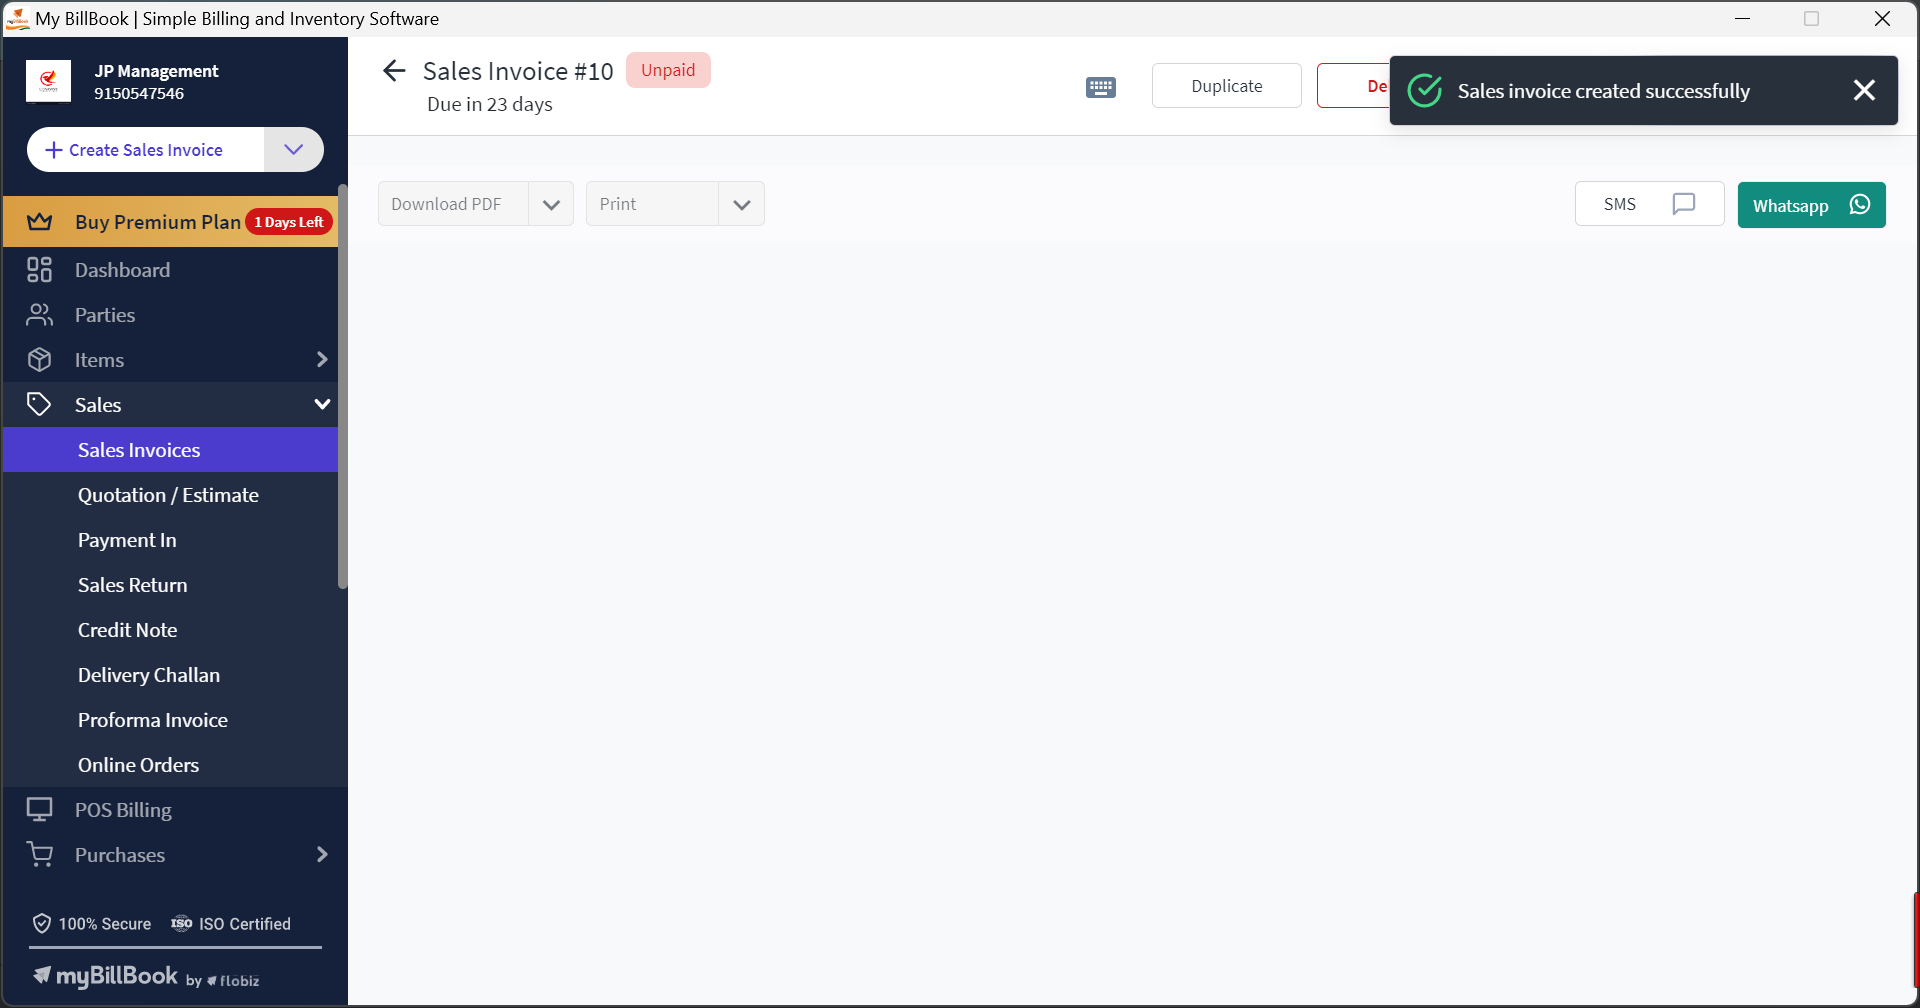 My BillBook | Simple Billing and Inventory Software
JP Management
9150547546
Create Sales Invoice
Buy Premium Plan
1 Days Left
Dashboard
Parties
Items
Sales
Sales Invoices
Quotation / Estimate
Payment In
Sales Return
Credit Note
Delivery Challan
Proforma Invoice
Online Orders
POS Billing
Purchases
100% Secure
ISO
ISO Certified
myBillBook by flobiz
Sales Invoice #10
Unpaid
Due in 23 days
Duplicate
Sales invoice created successfully
Download PDF
Print
SMS
Whatsapp